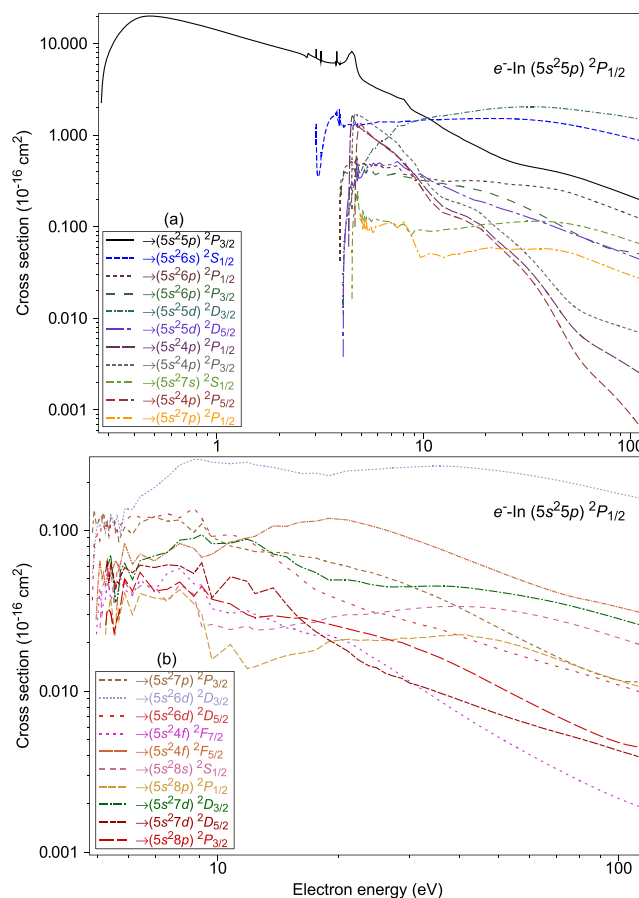 10.000
1.000
0.100
0.010
0.001
Cross section (10⁻¹⁶ cm²)
e⁻-In (5s²5p) ²P₁/₂
(a)
→(5s²5p) ²P₃/₂
→(5s²6s) ²S₁/₂
→(5s²6p) ²P₁/₂
→(5s²6p) ²P₃/₂
→(5s²5d) ²D₃/₂
→(5s²5d) ²D₅/₂
→(5s²4p) ²P₁/₂
→(5s²4p) ²P₃/₂
→(5s²7s) ²S₁/₂
→(5s²4p) ²P₅/₂
→(5s²7p) ²P₁/₂
1
10
100
e⁻-In (5s²5p) ²P₁/₂
0.100
0.010
0.001
Cross section (10⁻¹⁶ cm²)
(b)
→(5s²7p) ²P₃/₂
→(5s²6d) ²D₃/₂
→(5s²6d) ²D₅/₂
→(5s²4f) ²F₇/₂
→(5s²4f) ²F₅/₂
→(5s²8s) ²S₁/₂
→(5s²8p) ²P₁/₂
→(5s²7d) ²D₃/₂
→(5s²7d) ²D₅/₂
→(5s²8p) ²P₃/₂
10
100
Electron energy (eV)